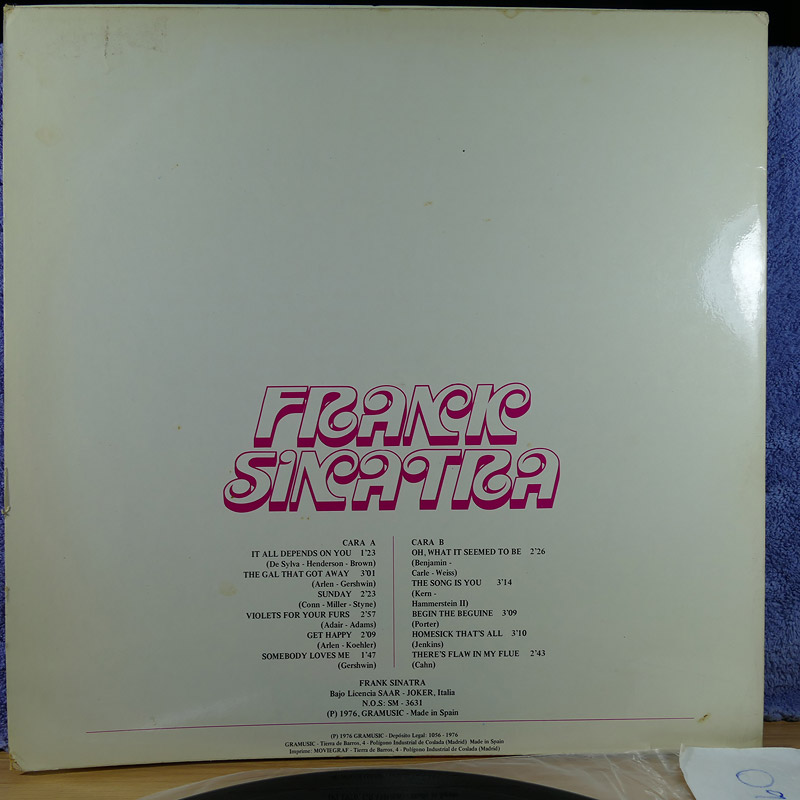 FRANK
SINATRA
CARA A
IT ALL DEPENDS ON YOU 1'23
(De Sylva - Henderson - Brown)
THE GAL THAT GOT AWAY 3'01
(Arlen - Gershwin)
SUNDAY 2'23
(Conn - Miller - Styne)
VIOLETS FOR YOUR FURS 2'57
(Adair - Adams)
GET HAPPY 2'09
(Arlen - Koehler)
SOMEBODY LOVES ME 1'47
(Gershwin)
CARA B
OH, WHAT IT SEEMED TO BE 2'26
(Benjamin -
Carle - Weiss)
THE SONG IS YOU 3'14
(Kern -
Hammerstein II)
BEGIN THE BEGUINE 3'09
(Porter)
HOMESICK THAT'S ALL 3'10
(Jenkins)
THERE'S FLAW IN MY FLUE 2'43
(Cahn)
FRANK SINATRA
Bajo Licencia SAAR - JOKER, Italia
N.O.S: SM - 3631
(P) 1976, GRAMUSIC - Made in Spain
(P) 1976 GRAMUSIC - Depósito Legal: 1056 - 1976
GRAMUSIC - Tierra de Barros, 4 - Polígono Industrial de Coslada (Madrid) Made in Spain
Imprime: MOVIEGRAF - Tierra de Barros, 4 - Polígono Industrial de Coslada (Madrid)